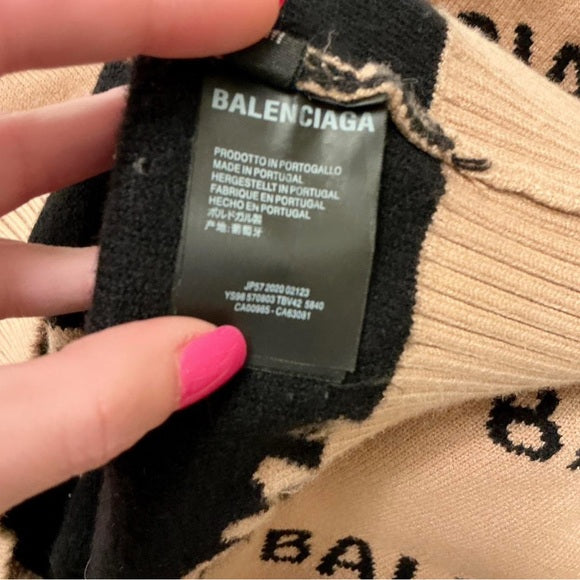 BALENCIAGA
PRODOTTO IN PORTOGALLO
MADE IN PORTUGAL
HERGESTELLT IN PORTUGAL
FABRIQUE EN PORTUGAL
HECHO EN PORTUGAL
ポルトガル製
产地:葡萄牙
JP57 2020 02123
YS98 570803 TBV42 5840
CA00985 - CA63081
B
BAL